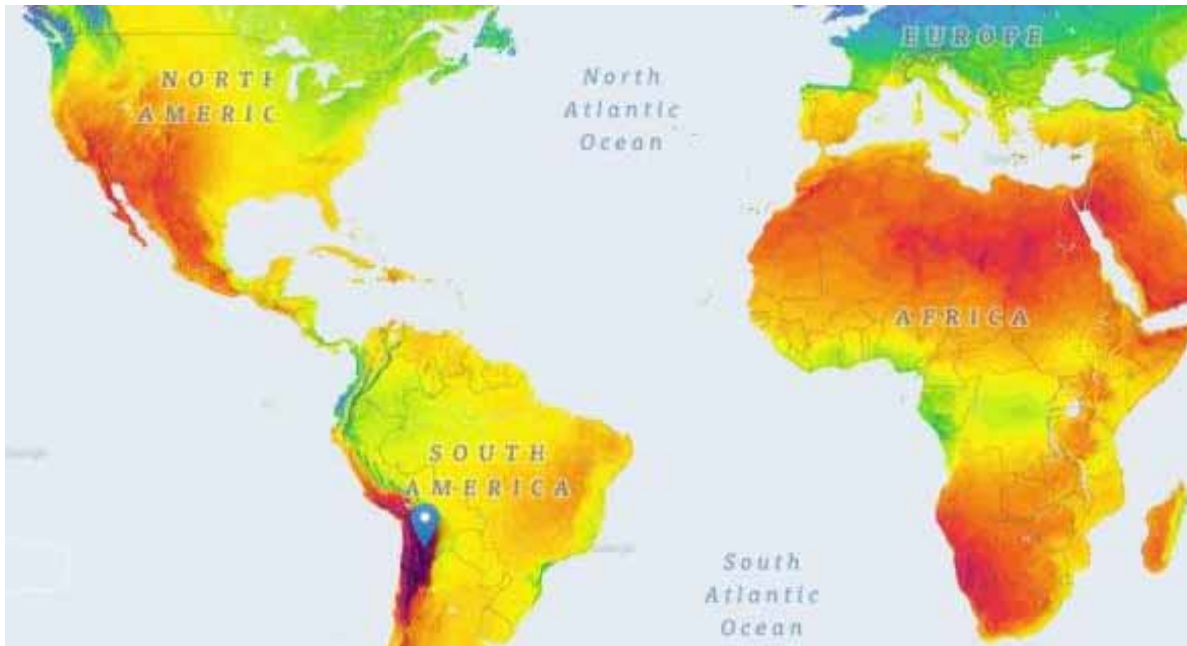 NORTH
AMERIC
North
Atlantic
Ocean
EUROPE
AFRICA
SOUTH
AMERICA
South
Atlantic
Ocean